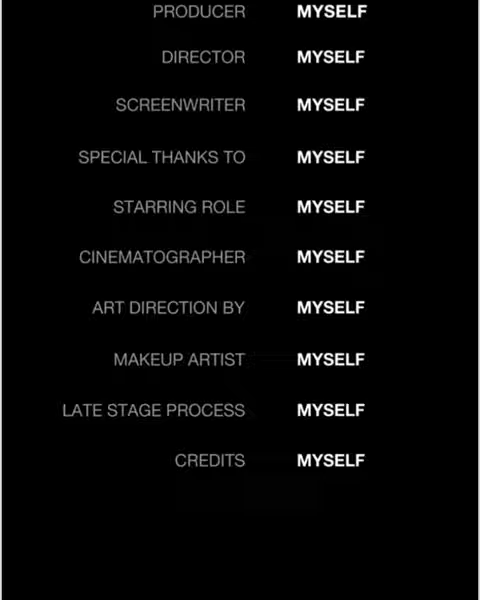 PRODUCER MYSELF
DIRECTOR MYSELF
SCREENWRITER MYSELF
SPECIAL THANKS TO MYSELF
STARRING ROLE MYSELF
CINEMATOGRAPHER MYSELF
ART DIRECTION BY MYSELF
MAKEUP ARTIST MYSELF
LATE STAGE PROCESS MYSELF
CREDITS MYSELF